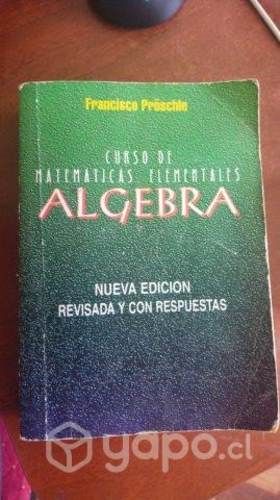 Francisco Pröschle
CURSO DE
MATEMATICAS ELEMENTALES
ALGEBRA
NUEVA EDICION
REVISADA Y CON RESPUESTAS
yapo.cl